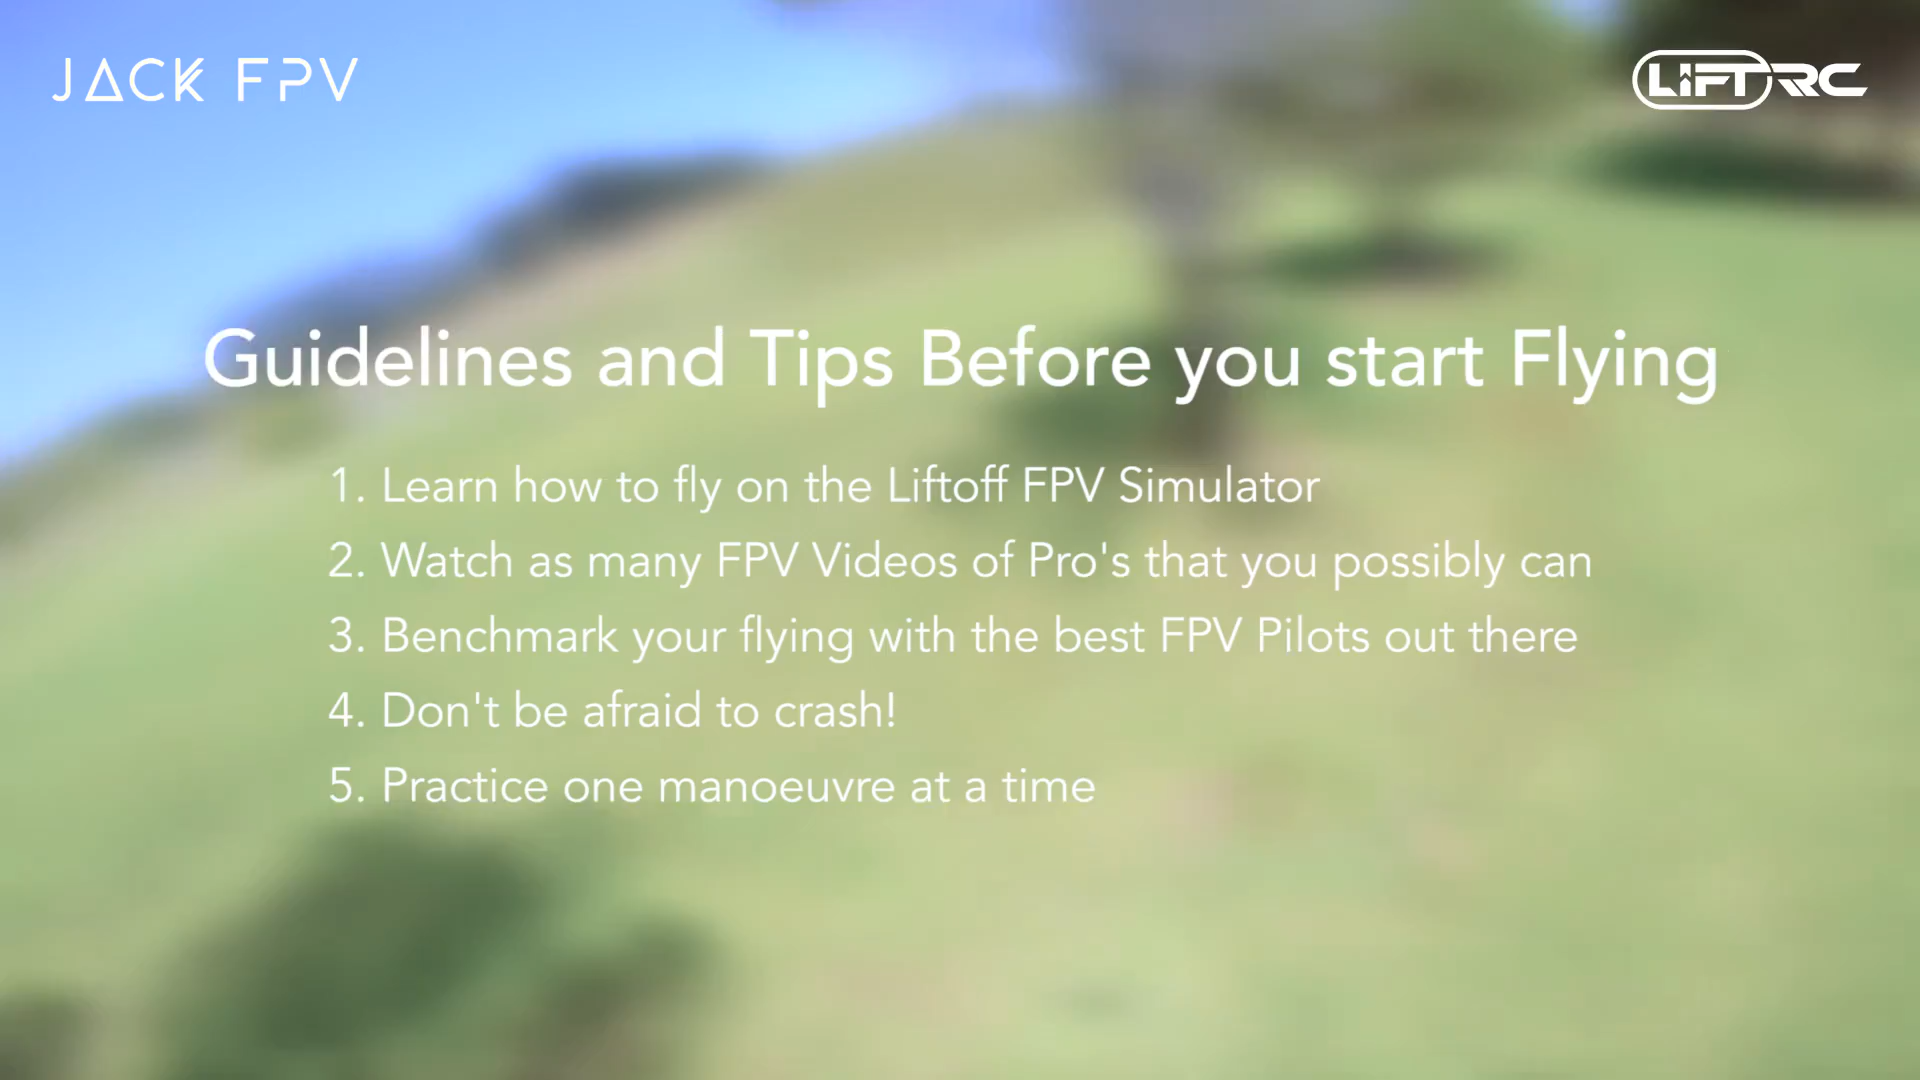 JACK FPV
LIFT RC
Guidelines and Tips Before you start Flying
1. Learn how to fly on the Liftoff FPV Simulator
2. Watch as many FPV Videos of Pro's that you possibly can
3. Benchmark your flying with the best FPV Pilots out there
4. Don't be afraid to crash!
5. Practice one manoeuvre at a time